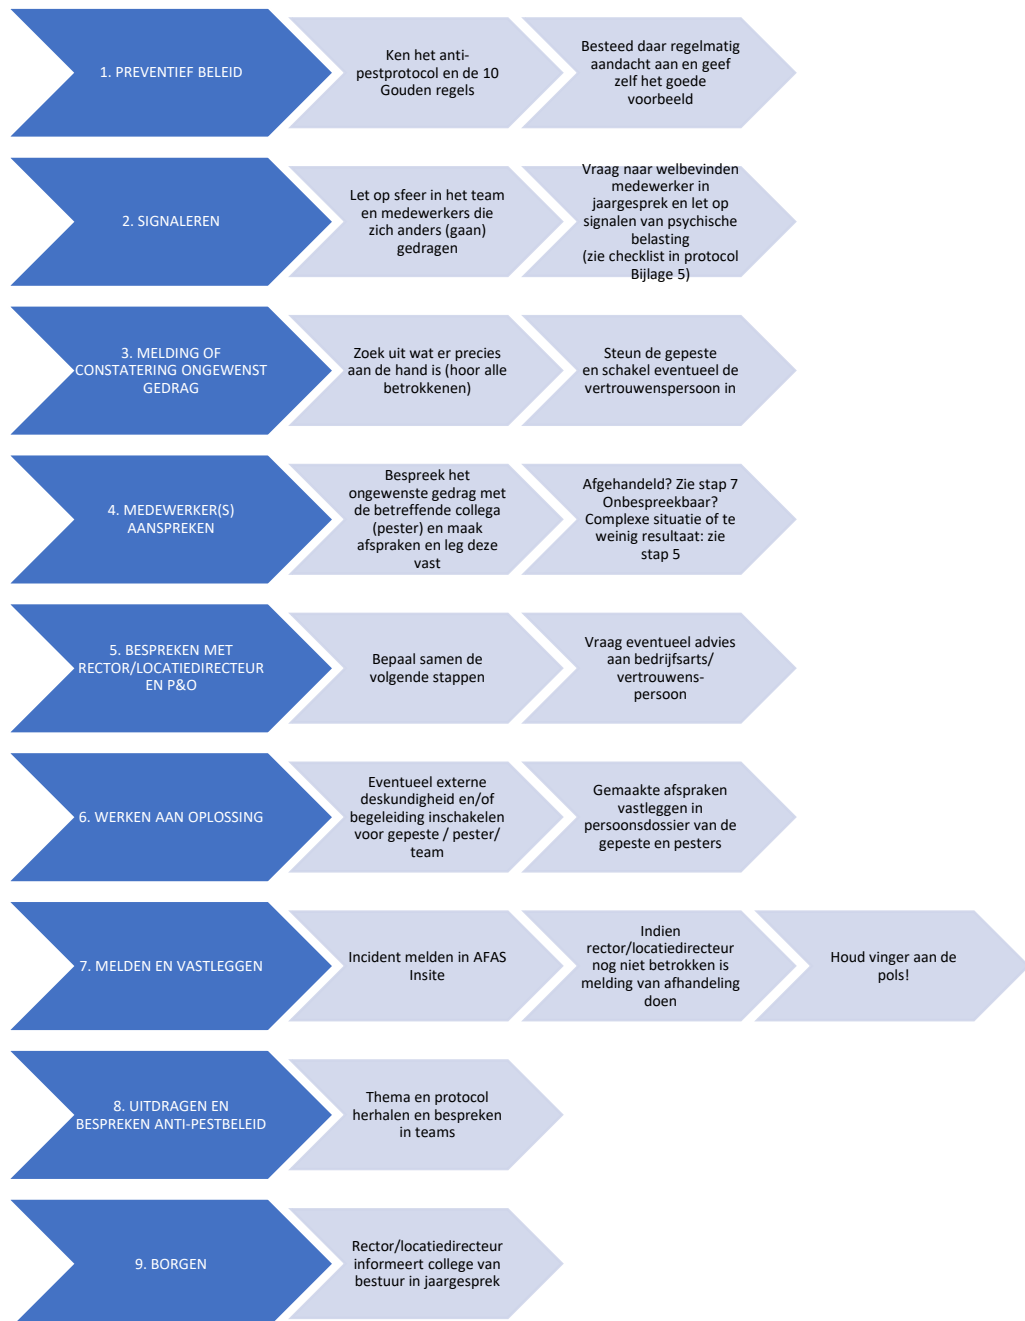 1. PREVENTIEF BELEID
Ken het anti-
pestprotocol en de 10
Gouden regels
Besteed daar regelmatig
aandacht aan en geef
zelf het goede
voorbeeld
2. SIGNALEREN
Let op sfeer in het team
en medewerkers die
zich anders (gaan)
gedragen
Vraag naar welbevinden
medewerker in
jaargesprek en let op
signalen van psychische
belasting
(zie checklist in protocol
Bijlage 5)
3. MELDING OF
CONSTATERING ONGEWENST
GEDRAG
Zoek uit wat er precies
aan de hand is (hoor alle
betrokkenen)
Steun de gepeste
en schakel eventueel de
vertrouwenspersoon in
4. MEDEWERKER(S)
AANSPREKEN
Bespreek het
ongewenste gedrag met
de betreffende collega
(pester) en maak
afspraken en leg deze
vast
Afgehandeld? Zie stap 7
Onbespreekbaar?
Complexe situatie of te
weinig resultaat: zie
stap 5
5. BESPREKEN MET
RECTOR/LOCATIEDIRECTEUR
EN P&O
Bepaal samen de
volgende stappen
Vraag eventueel advies
aan bedrijfsarts/
vertrouwens-
persoon
6. WERKEN AAN OPLOSSING
Eventueel externe
deskundigheid en/of
begeleiding inschakelen
voor gepeste / pester/
team
Gemaakte afspraken
vastleggen in
persoonsdossier van de
gepeste en pesters
7. MELDEN EN VASTLEGGEN
Incident melden in AFAS
Insite
Indien
rector/locatiedirecteur
nog niet betrokken is
melding van afhandeling
doen
Houd vinger aan de
pols!
8. UITDRAGEN EN
BESPREKEN ANTI-PESTBELEID
Thema en protocol
herhalen en bespreken
in teams
9. BORGEN
Rector/locatiedirecteur
informeert college van
bestuur in jaargesprek